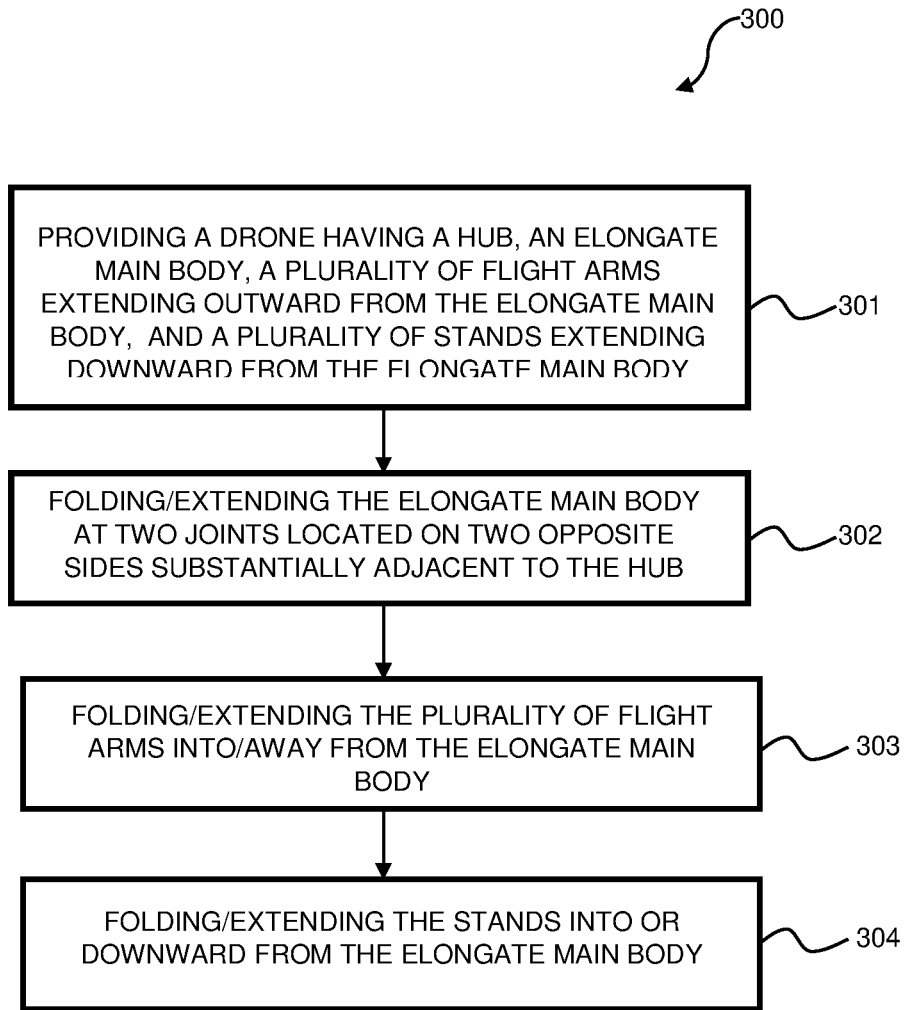 300
PROVIDING A DRONE HAVING A HUB, AN ELONGATE
MAIN BODY, A PLURALITY OF FLIGHT ARMS
EXTENDING OUTWARD FROM THE ELONGATE MAIN
BODY, AND A PLURALITY OF STANDS EXTENDING
DOWNWARD FROM THE ELONGATE MAIN BODY
301
FOLDING/EXTENDING THE ELONGATE MAIN BODY
AT TWO JOINTS LOCATED ON TWO OPPOSITE
SIDES SUBSTANTIALLY ADJACENT TO THE HUB
302
FOLDING/EXTENDING THE PLURALITY OF FLIGHT
ARMS INTO/AWAY FROM THE ELONGATE MAIN
BODY
303
FOLDING/EXTENDING THE STANDS INTO OR
DOWNWARD FROM THE ELONGATE MAIN BODY
304